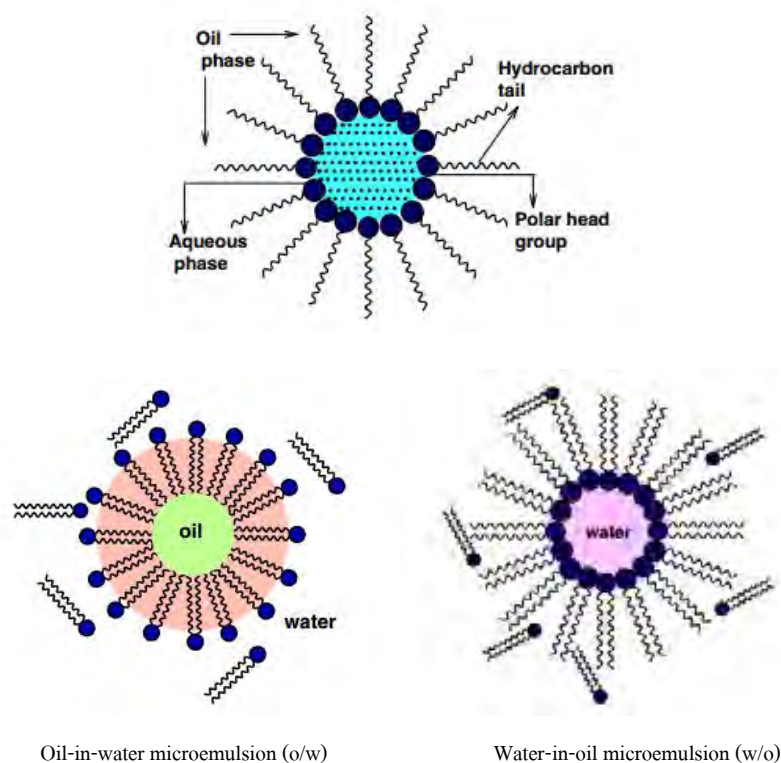 Oil
phase
Hydrocarbon
tail
Aqueous
phase
Polar head
group
oil
water
water
Oil-in-water microemulsion (o/w)
Water-in-oil microemulsion (w/o)